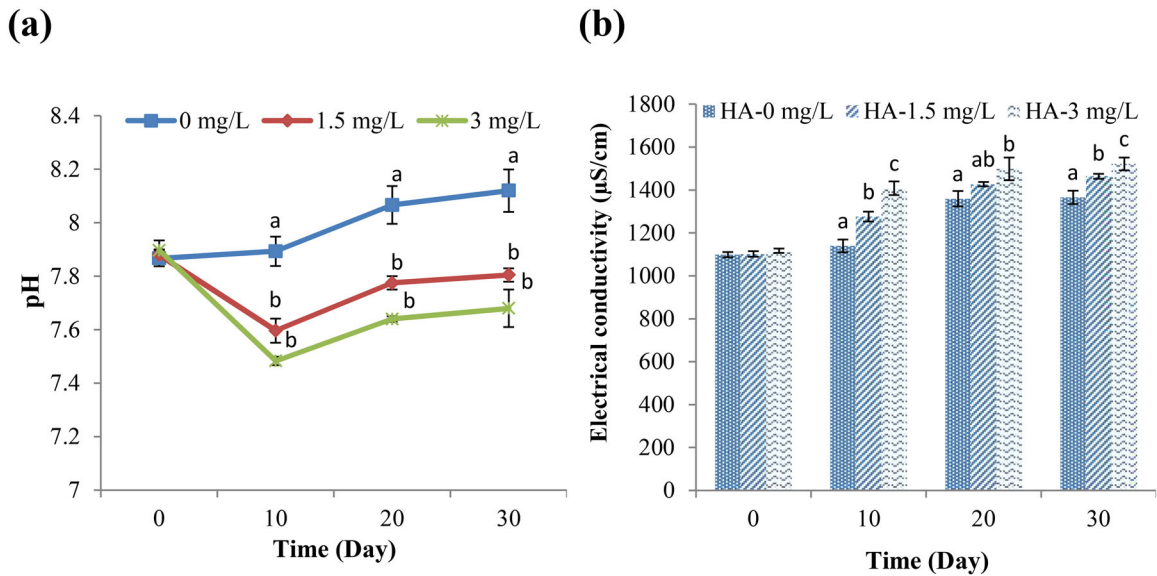 (a)
(b)
0 mg/L 1.5 mg/L 3 mg/L
8.4
8.2
8
7.8
7.6
7.4
7.2
7
pH
a
a
a
b
b
b
b
b
b
0 10 20 30
Time (Day)
HA-0 mg/L HA-1.5 mg/L HA-3 mg/L
1800
1600
1400
1200
1000
800
600
400
200
0
Electrical conductivity (µS/cm)
a b c
a ab b
a b c
0 10 20 30
Time (Day)